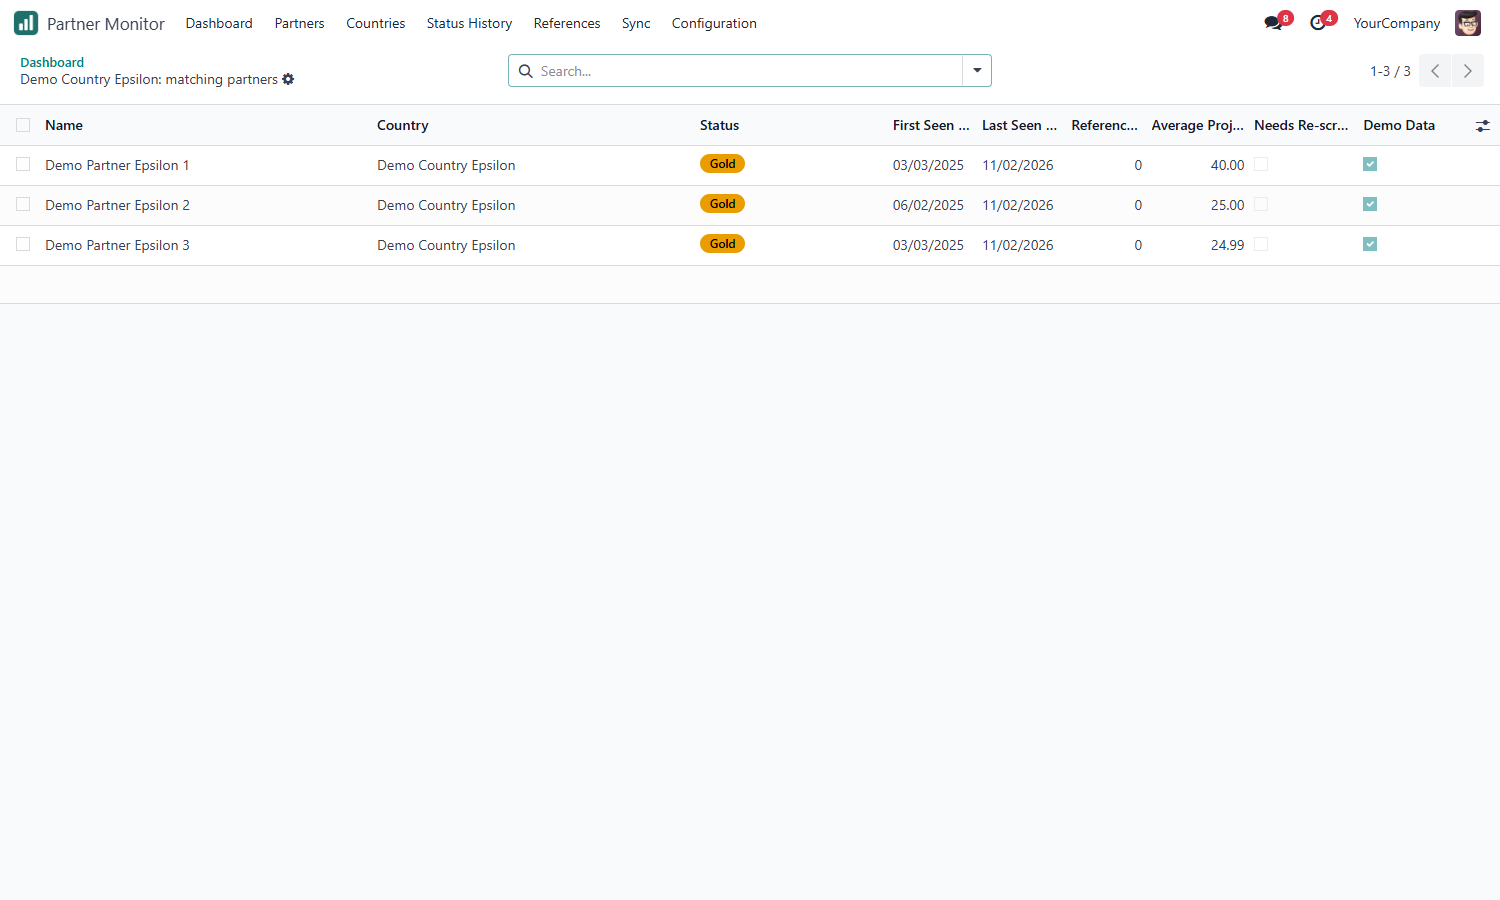 Partner Monitor Dashboard Partners Countries Status History References Sync Configuration 8 4 YourCompany
Dashboard
Demo Country Epsilon: matching partners
Search...
1-3 / 3
Name Country Status First Seen ... Last Seen ... Referenc... Average Proj... Needs Re-scr... Demo Data
Demo Partner Epsilon 1 Demo Country Epsilon Gold 03/03/2025 11/02/2026 0 40.00
Demo Partner Epsilon 2 Demo Country Epsilon Gold 06/02/2025 11/02/2026 0 25.00
Demo Partner Epsilon 3 Demo Country Epsilon Gold 03/03/2025 11/02/2026 0 24.99